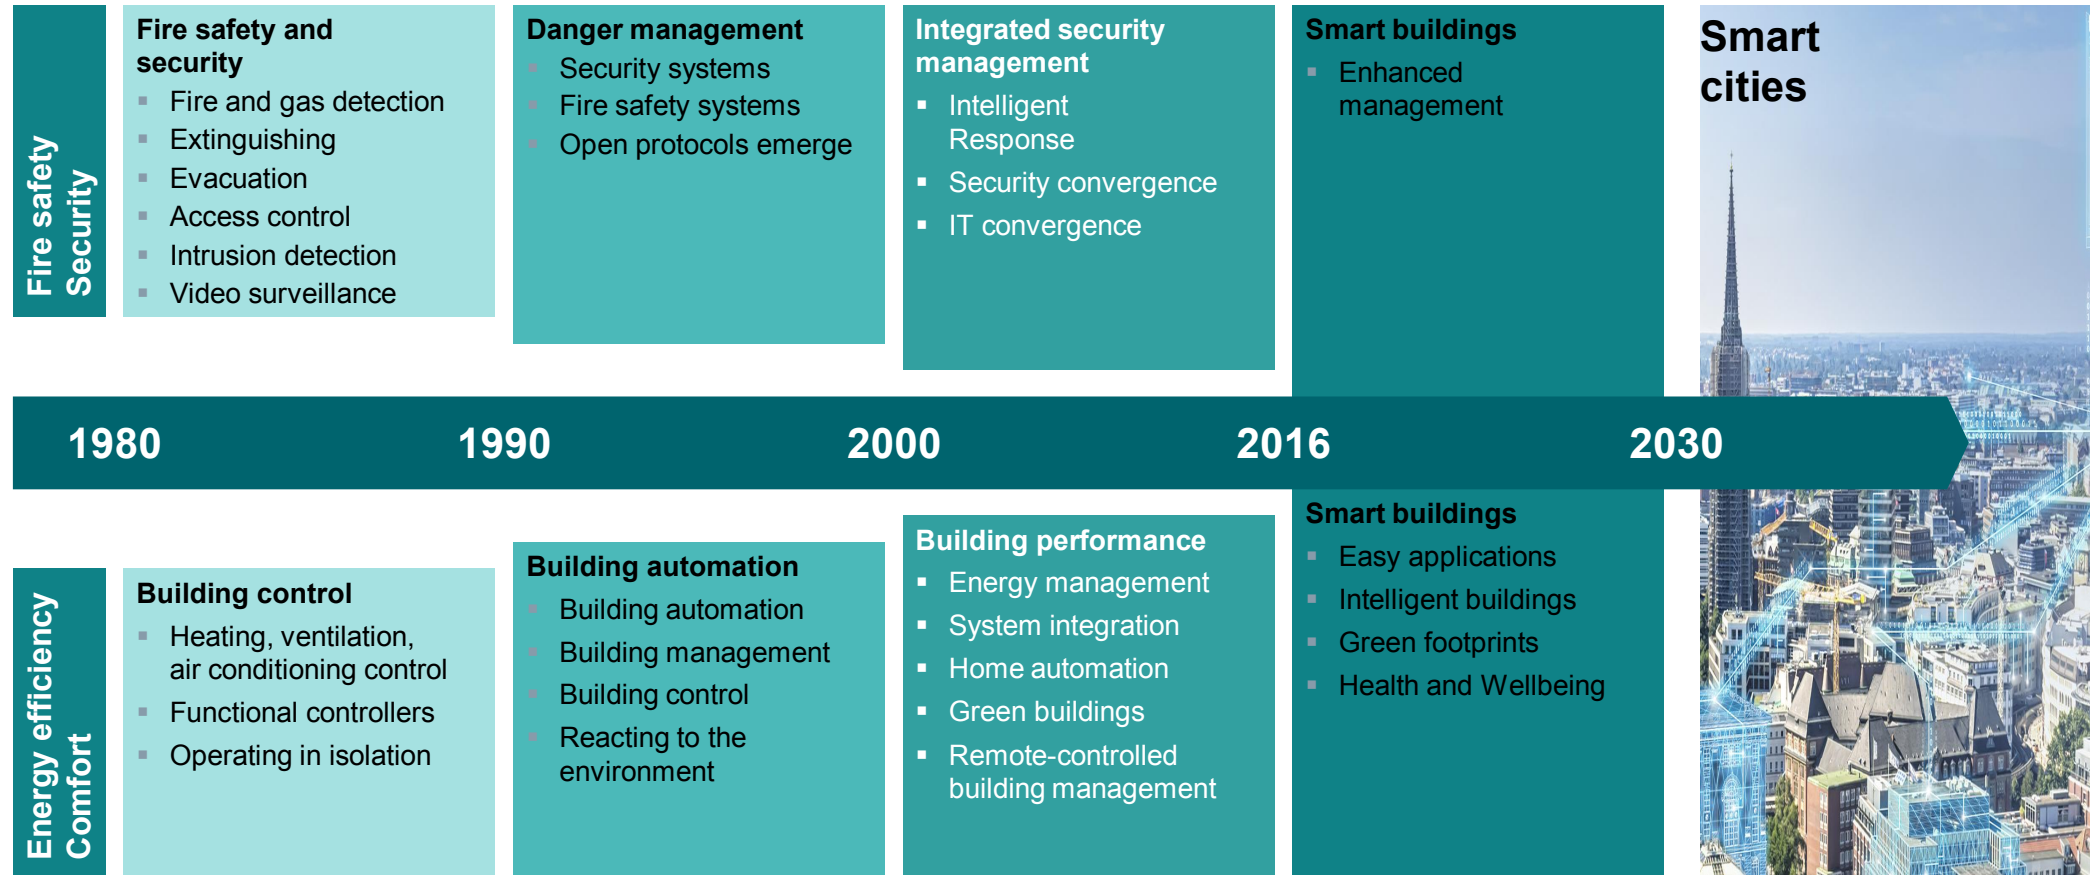 Fire safety
Security
Fire safety and
security
Fire and gas detection
Extinguishing
Evacuation
Access control
Intrusion detection
Video surveillance
Danger management
Security systems
Fire safety systems
Open protocols emerge
Integrated security
management
Intelligent
Response
Security convergence
IT convergence
Smart buildings
Enhanced
management
Smart
cities
1980
1990
2000
2016
2030
Energy efficiency
Comfort
Building control
Heating, ventilation,
air conditioning control
Functional controllers
Operating in isolation
Building automation
Building automation
Building management
Building control
Reacting to the
environment
Building performance
Energy management
System integration
Home automation
Green buildings
Remote-controlled
building management
Smart buildings
Easy applications
Intelligent buildings
Green footprints
Health and Wellbeing